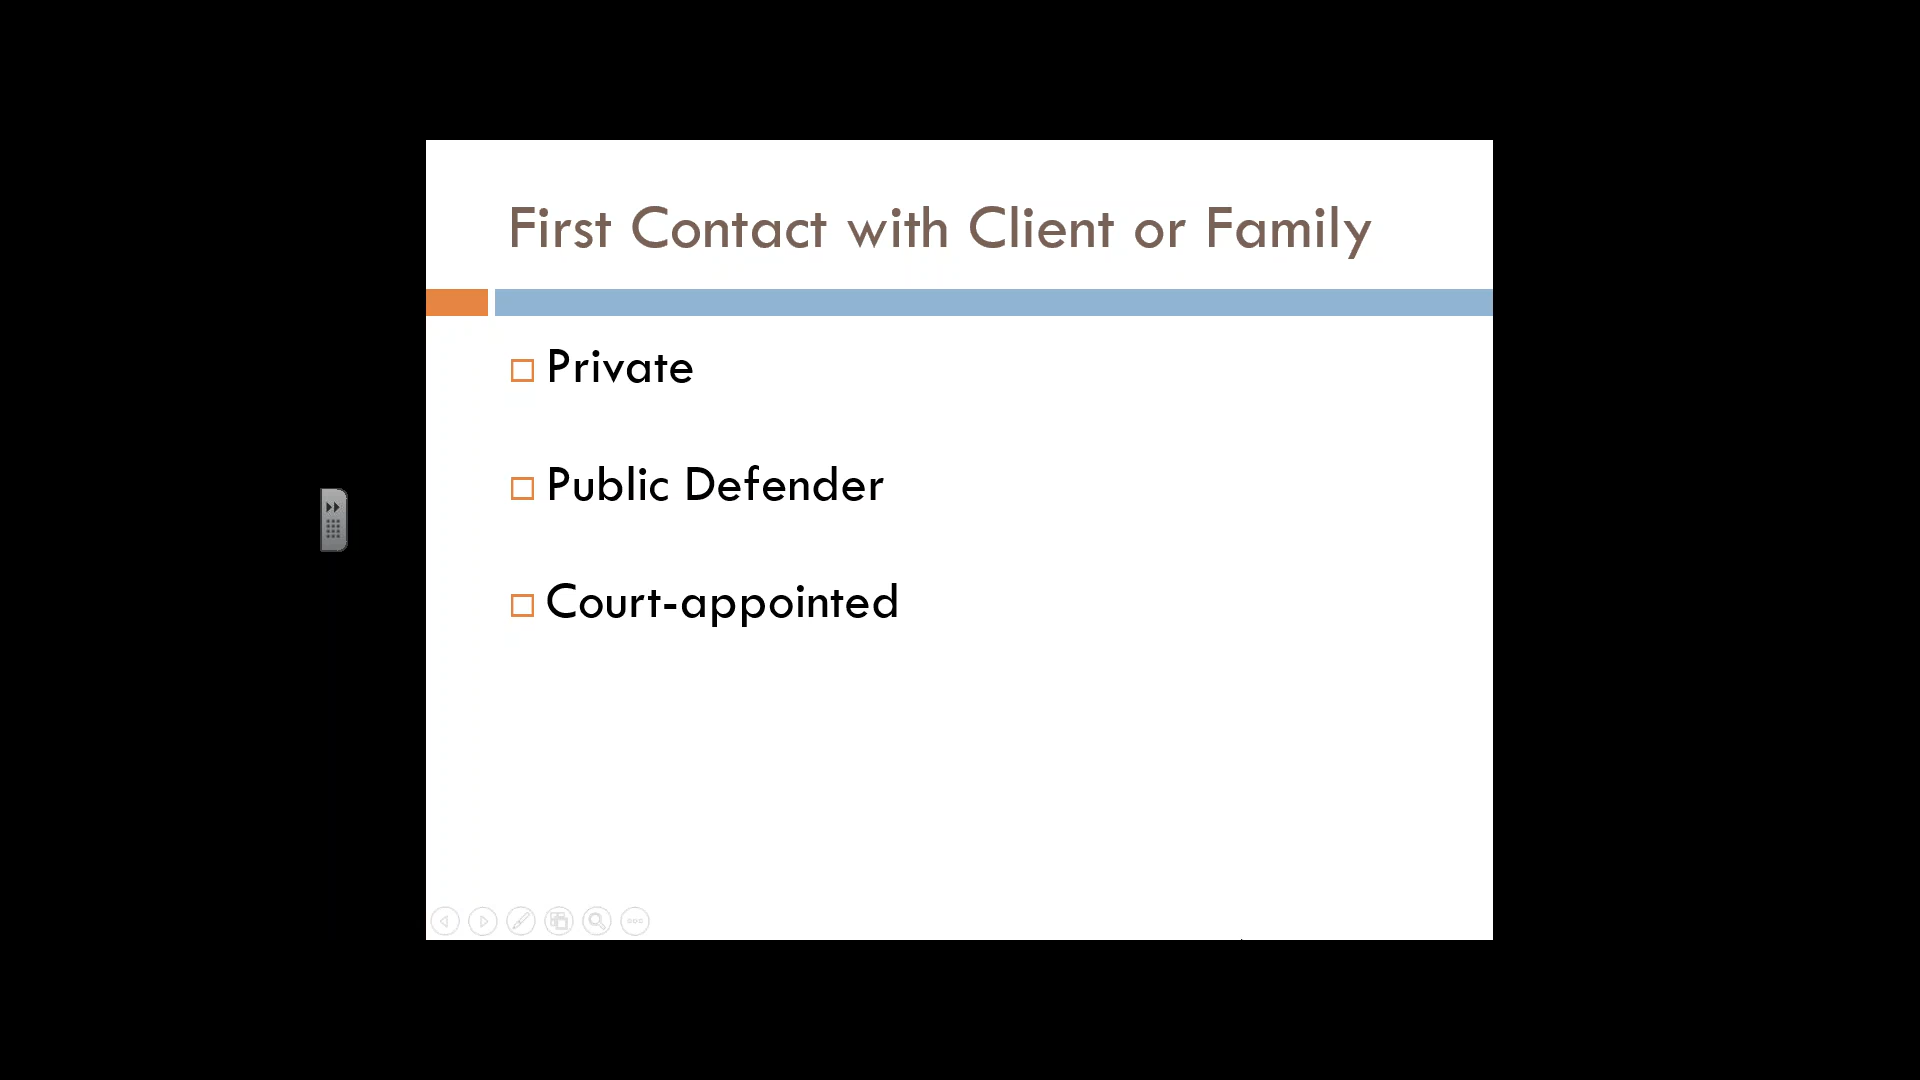 First Contact with Client or Family
Private
Public Defender
Court-appointed